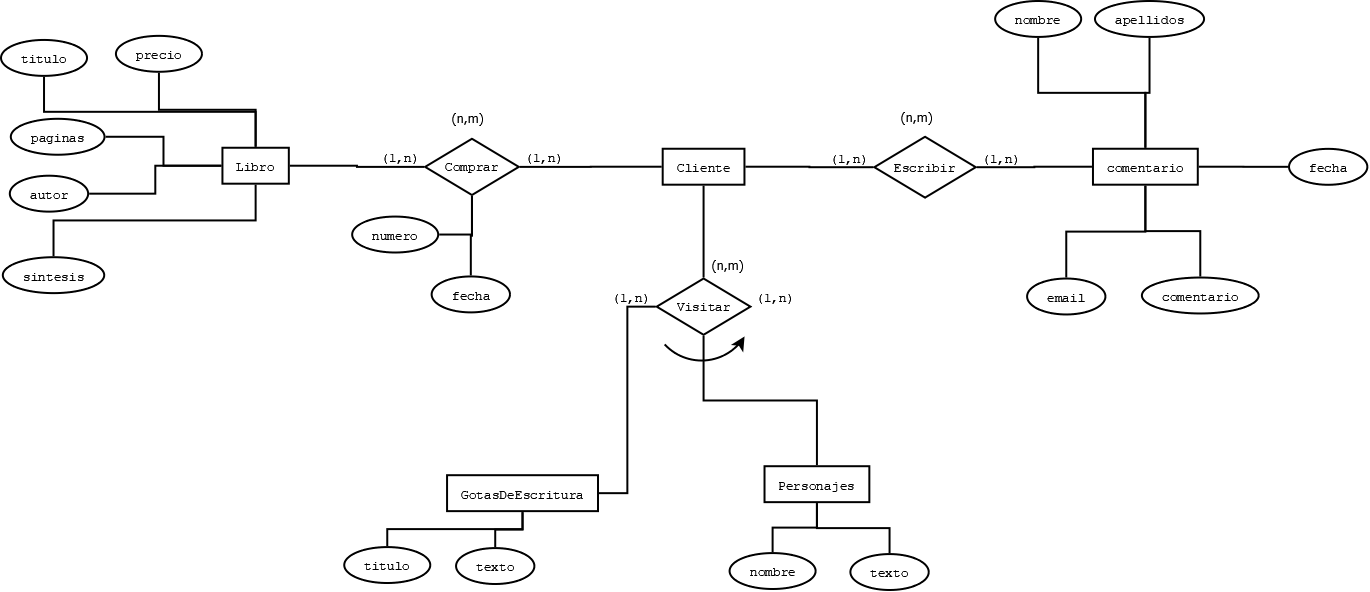 nombre
apellidos
titulo
precio
(n,m)
(n,m)
paginas
Libro
(1,n)
Comprar
(1,n)
Cliente
(1,n)
Escribir
(1,n)
comentario
fecha
autor
numero
sintesis
fecha
(n,m)
(1,n)
Visitar
(1,n)
email
comentario
GotasDeEscritura
Personajes
titulo
texto
nombre
texto